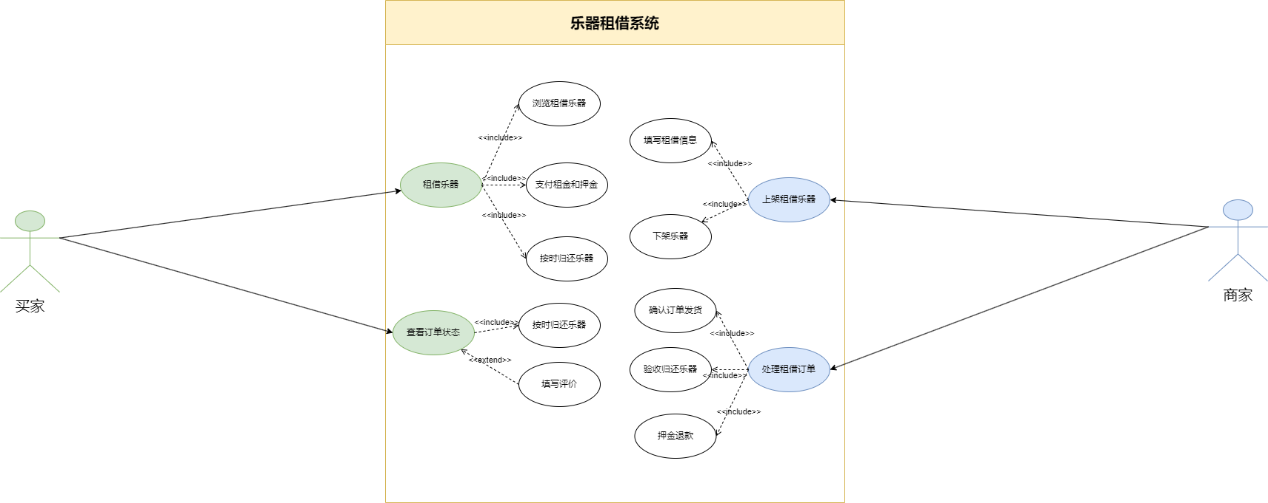 乐器租借系统
浏览租借乐器
<<include>>
填写租借信息
<<include>>
租借乐器
<<include>>
支付租金和押金
上架租借乐器
<<include>>
<<include>>
下架乐器
按时归还乐器
买家
商家
确认订单发货
<<include>>
查看订单状态
<<include>>
按时归还乐器
<<extend>>
填写评价
验收归还乐器
<<include>>
处理租借订单
<<include>>
押金退款